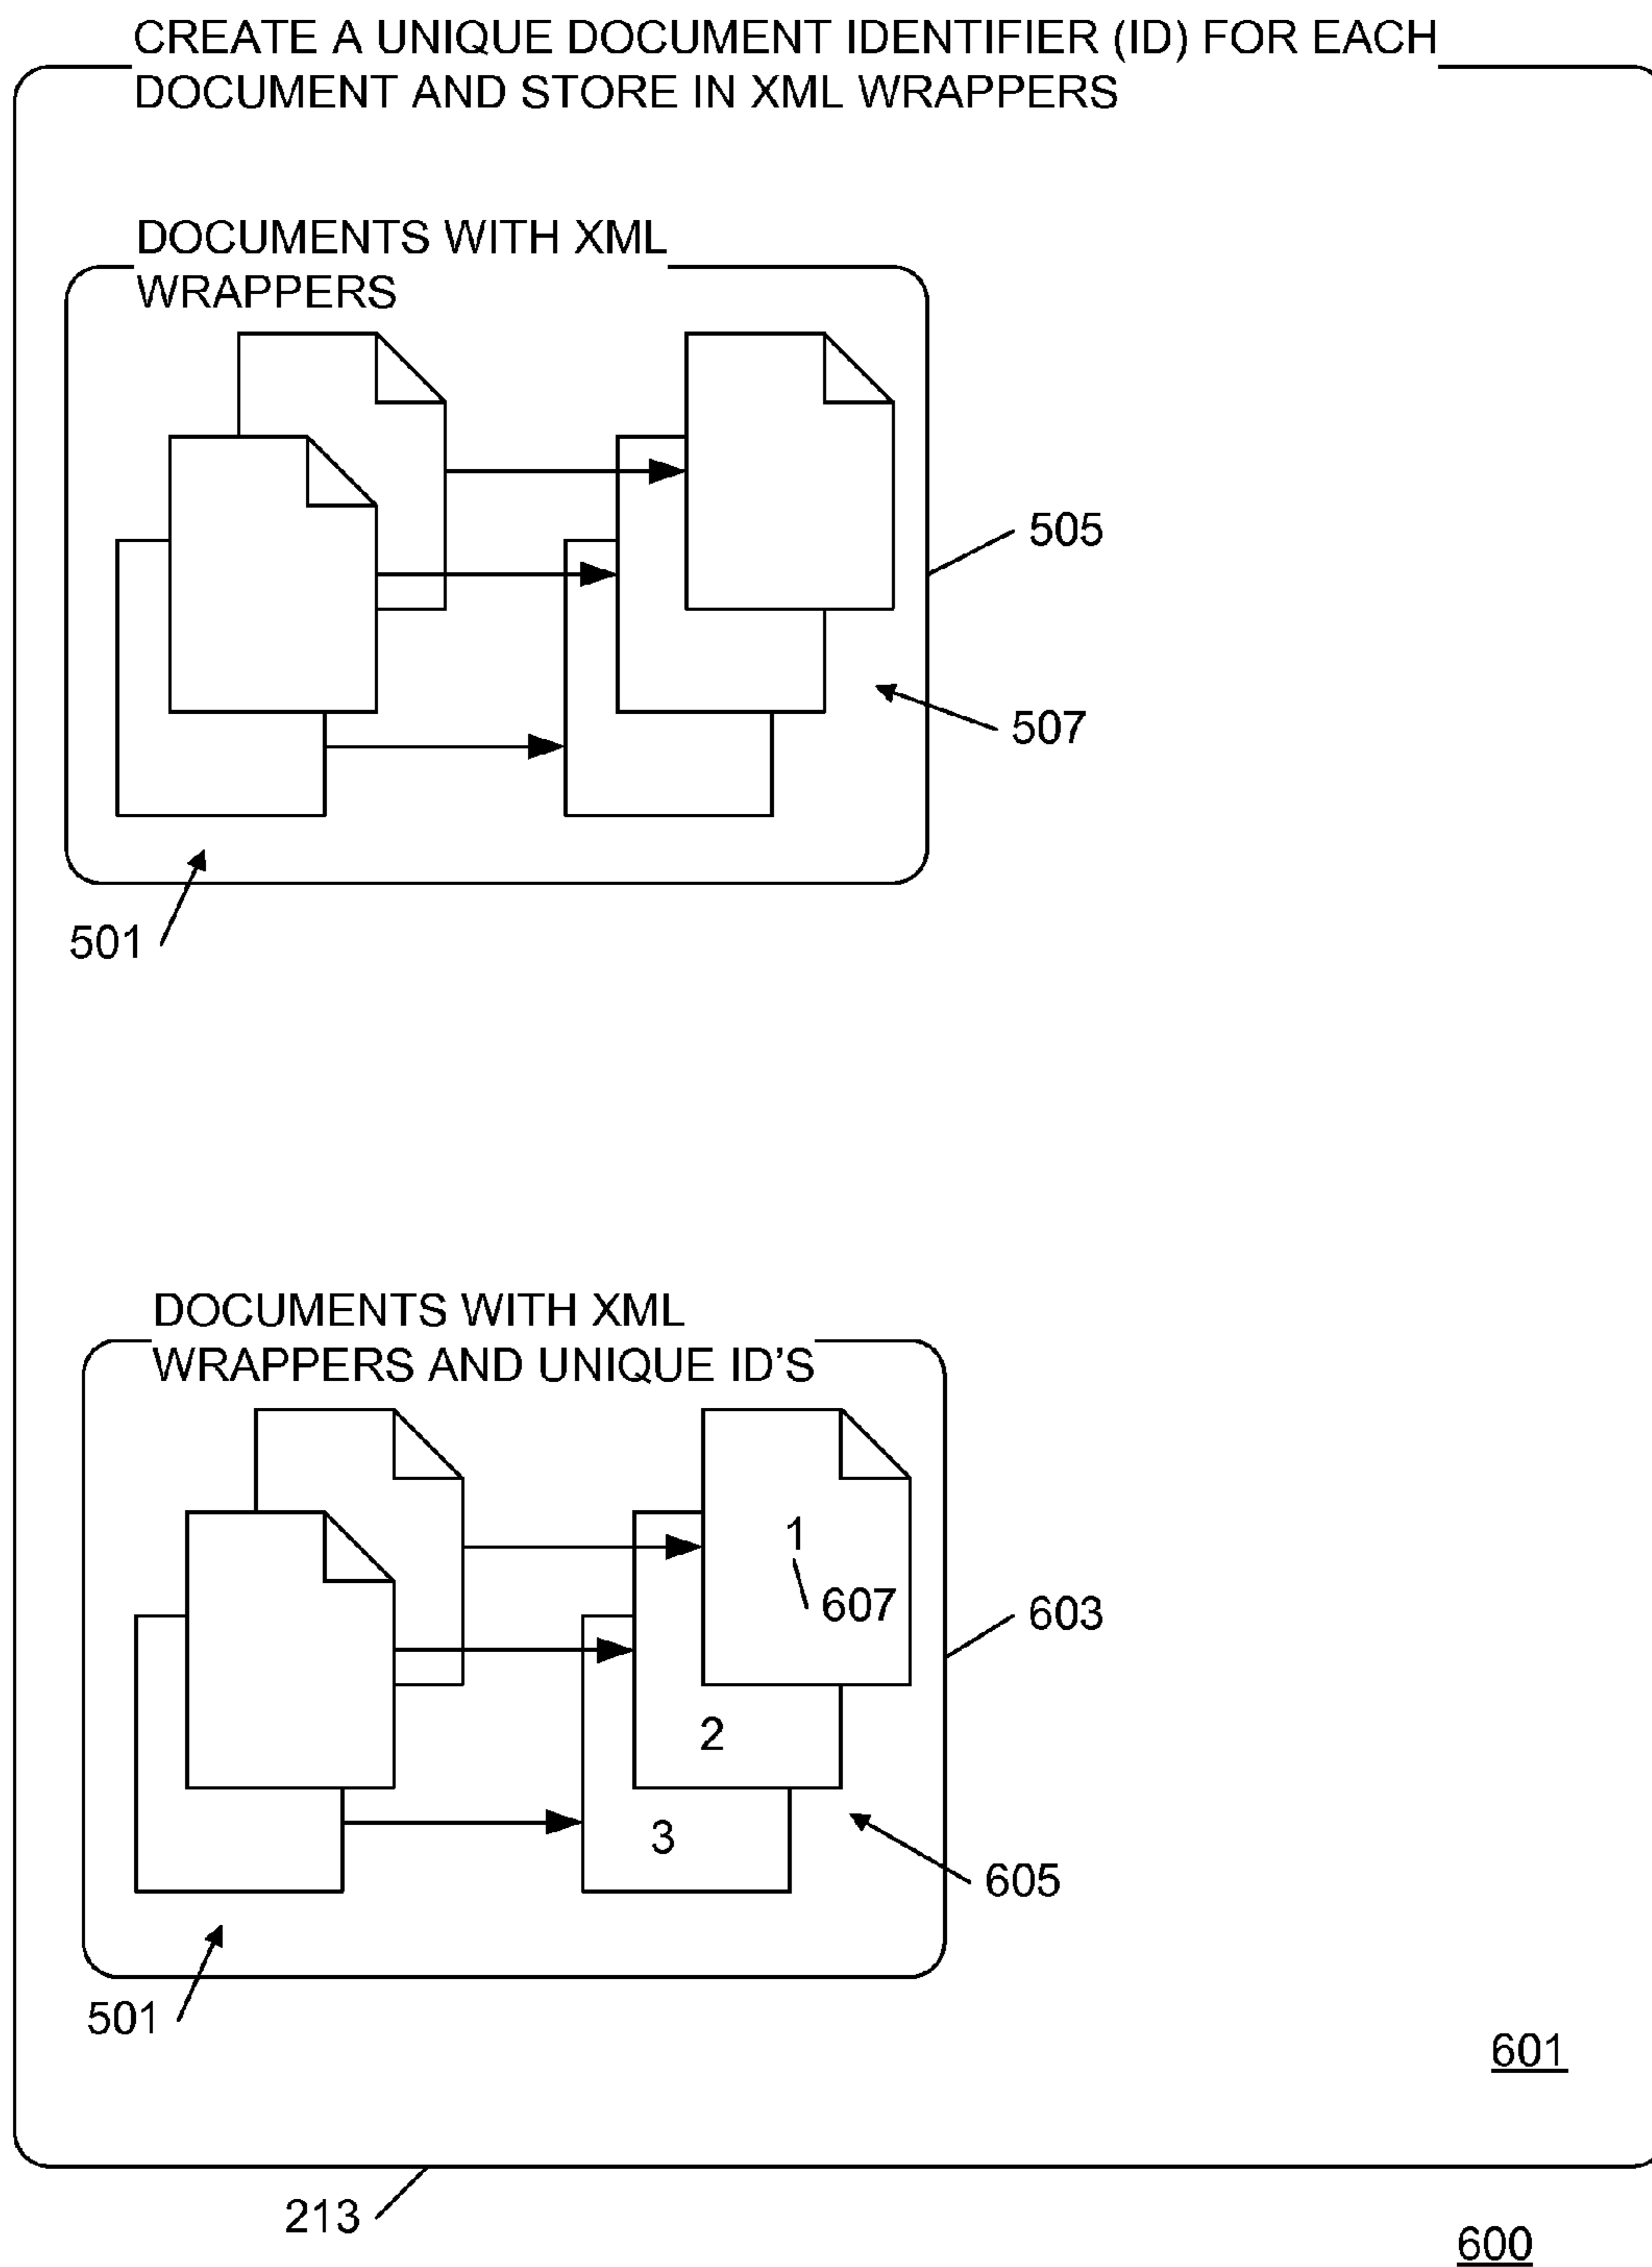 CREATE A UNIQUE DOCUMENT IDENTIFIER (ID) FOR EACH
DOCUMENT AND STORE IN XML WRAPPERS
DOCUMENTS WITH XML
WRAPPERS
505
507
501
DOCUMENTS WITH XML
WRAPPERS AND UNIQUE ID'S
1
607
603
2
3
605
501
601
213
600